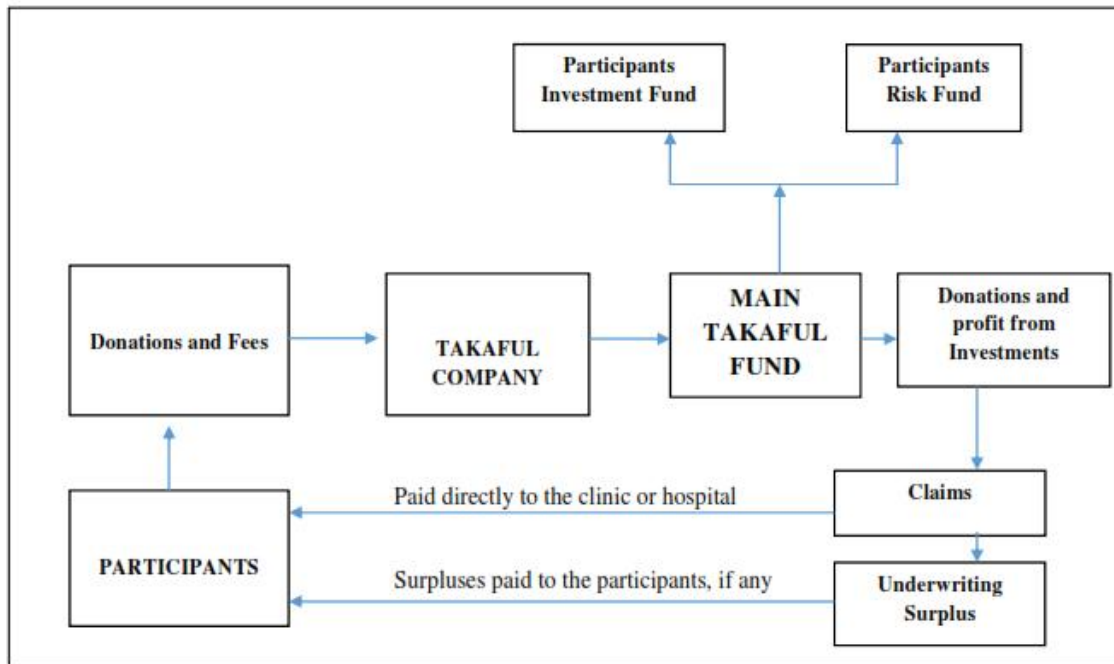 Participants
Investment Fund
Participants
Risk Fund
Donations and Fees
TAKAFUL
COMPANY
MAIN
TAKAFUL
FUND
Donations and
profit from
Investments
Paid directly to the clinic or hospital
Claims
PARTICIPANTS
Surpluses paid to the participants, if any
Underwriting
Surplus